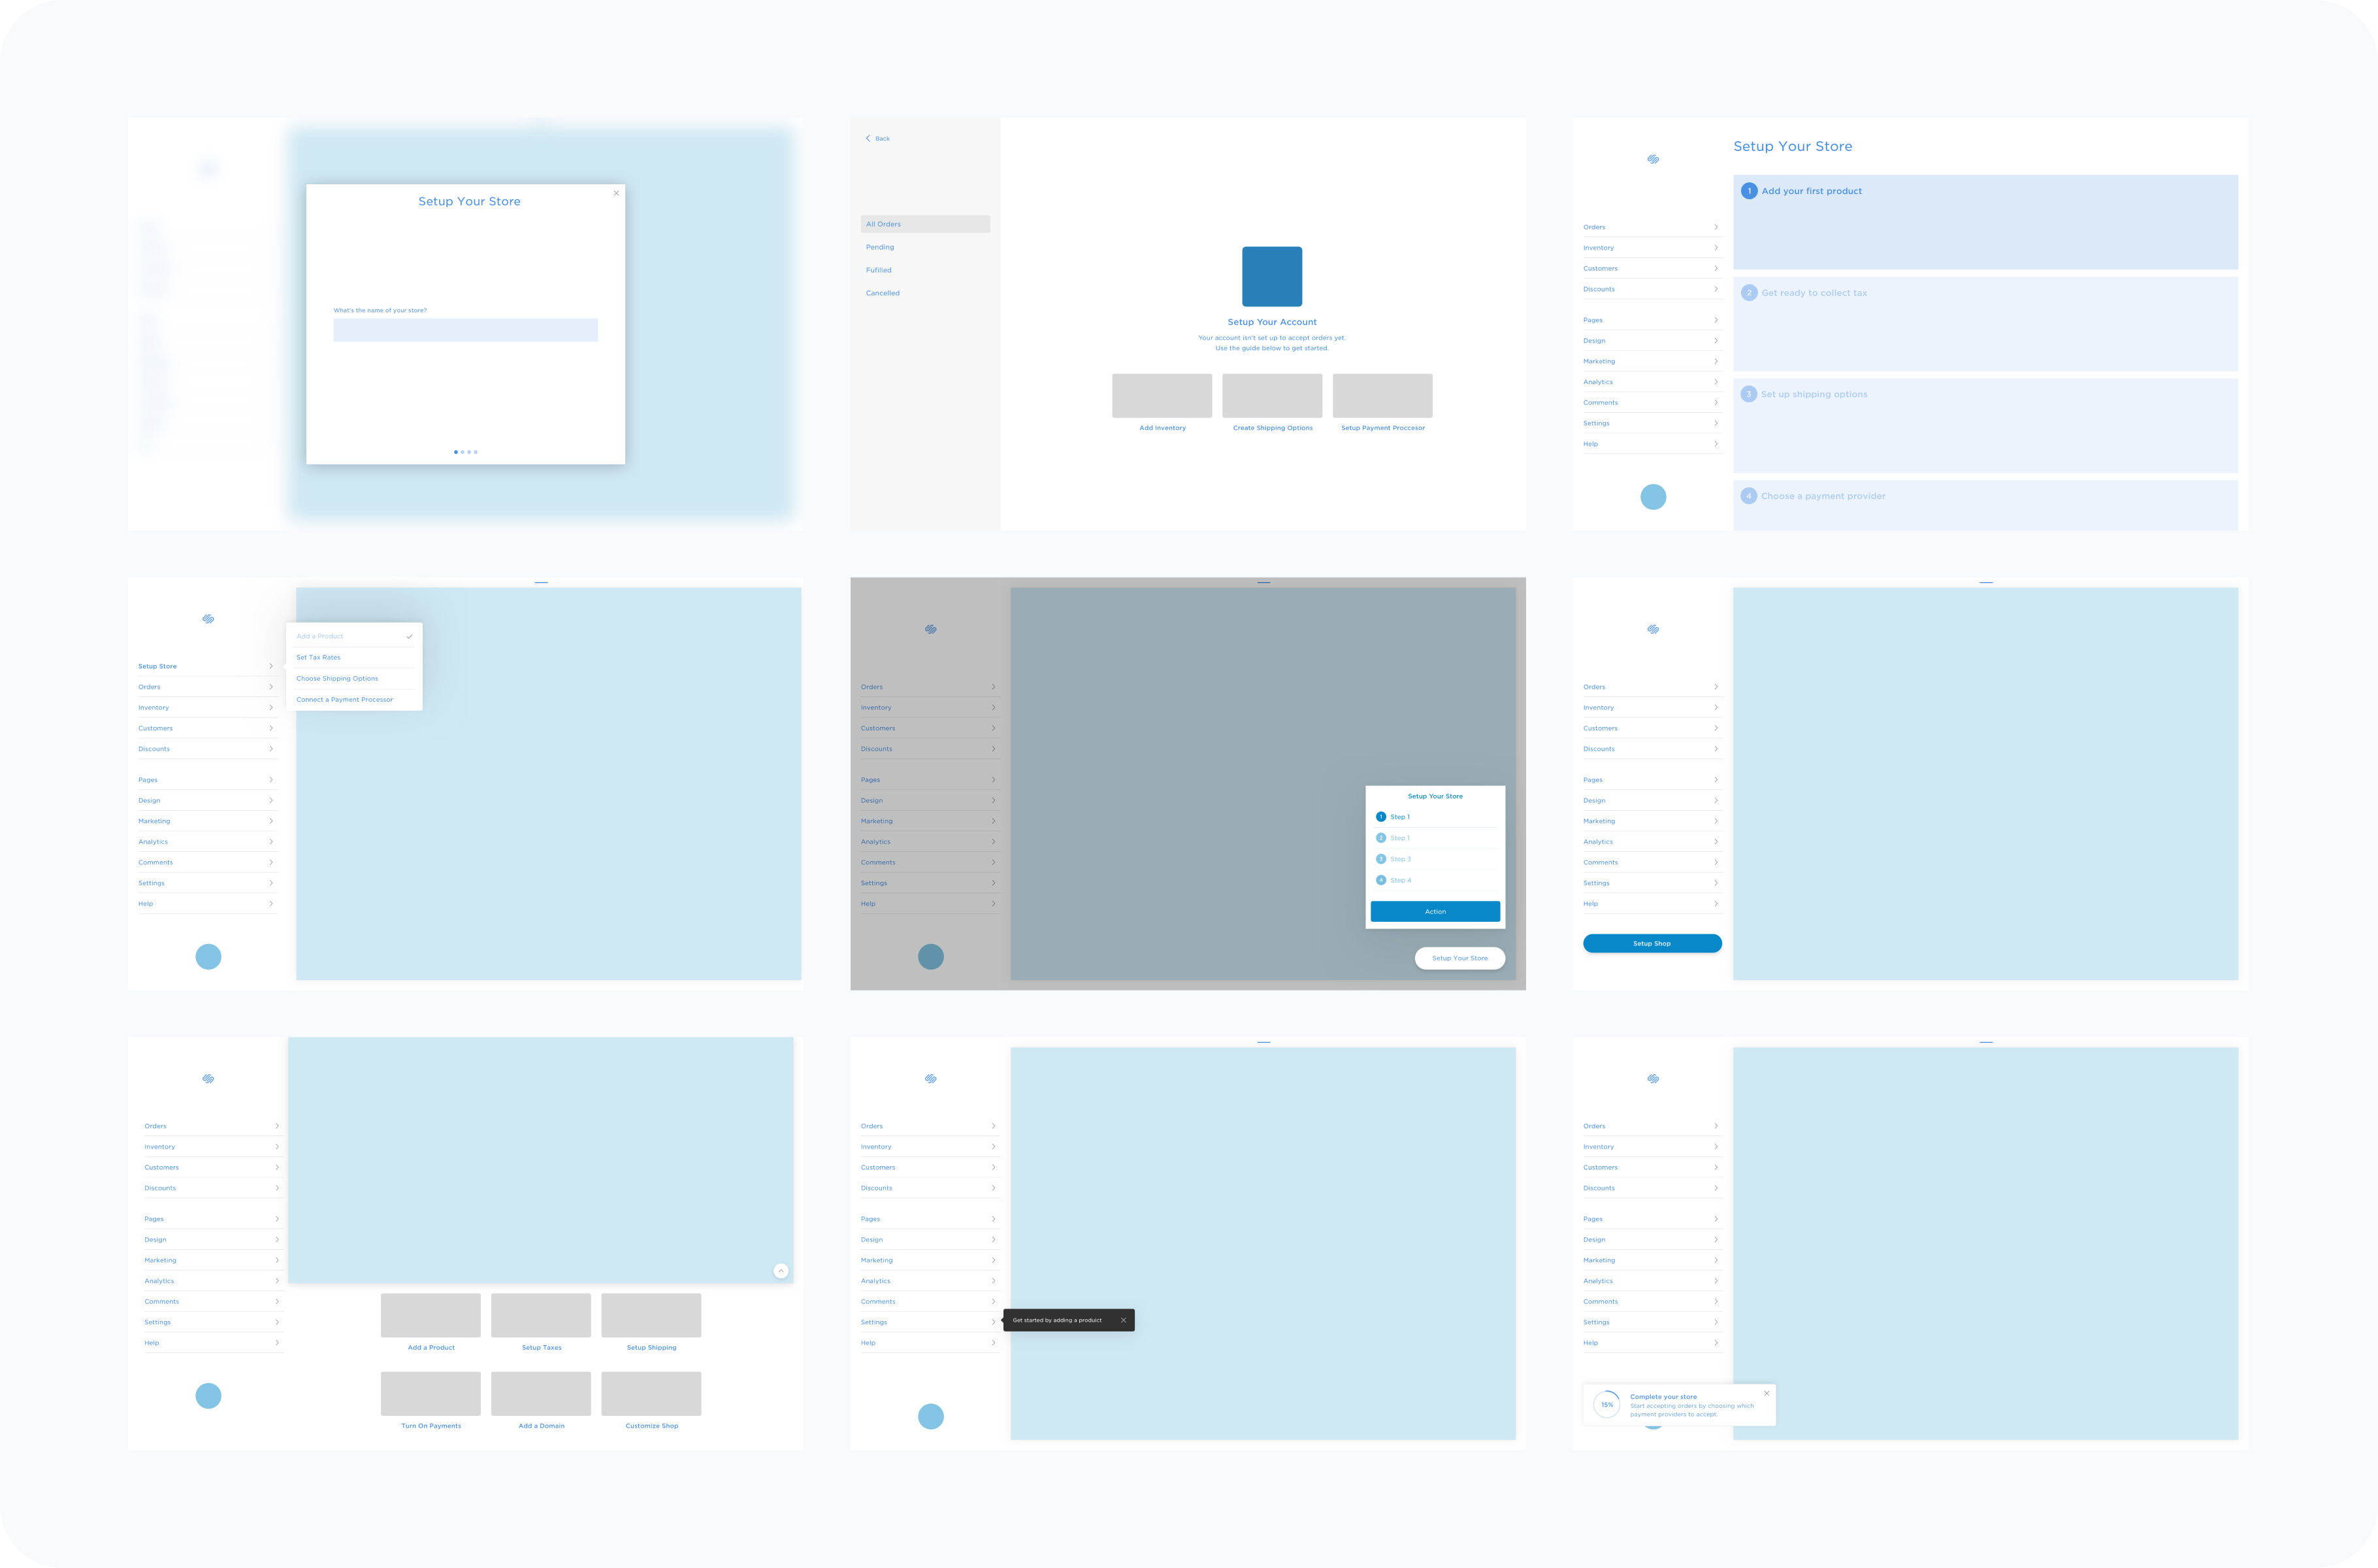 Setup Your Store
What's the name of your store?
Back
All Orders
Pending
Fufilled
Cancelled
Setup Your Account
Your account isn't set up to accept orders yet.
Use the guide below to get started.
Add Inventory
Create Shipping Options
Setup Payment Proccesor
Orders
Inventory
Customers
Discounts
Pages
Design
Marketing
Analytics
Comments
Settings
Help
Setup Your Store
1 Add your first product
2 Get ready to collect tax
3 Set up shipping options
4 Choose a payment provider
Setup Store
Orders
Inventory
Customers
Discounts
Pages
Design
Marketing
Analytics
Comments
Settings
Help
Add a Product
Set Tax Rates
Choose Shipping Options
Connect a Payment Processor
Orders
Inventory
Customers
Discounts
Pages
Design
Marketing
Analytics
Comments
Settings
Help
Setup Your Store
1 Step 1
2 Step 1
3 Step 3
4 Step 4
Action
Setup Your Store
Orders
Inventory
Customers
Discounts
Pages
Design
Marketing
Analytics
Comments
Settings
Help
Setup Shop
Orders
Inventory
Customers
Discounts
Pages
Design
Marketing
Analytics
Comments
Settings
Help
Add a Product
Setup Taxes
Setup Shipping
Turn On Payments
Add a Domain
Customize Shop
Orders
Inventory
Customers
Discounts
Pages
Design
Marketing
Analytics
Comments
Settings
Help
Get started by adding a produict
Orders
Inventory
Customers
Discounts
Pages
Design
Marketing
Analytics
Comments
Settings
Help
15%
Complete your store
Start accepting orders by choosing which
payment providers to accept.